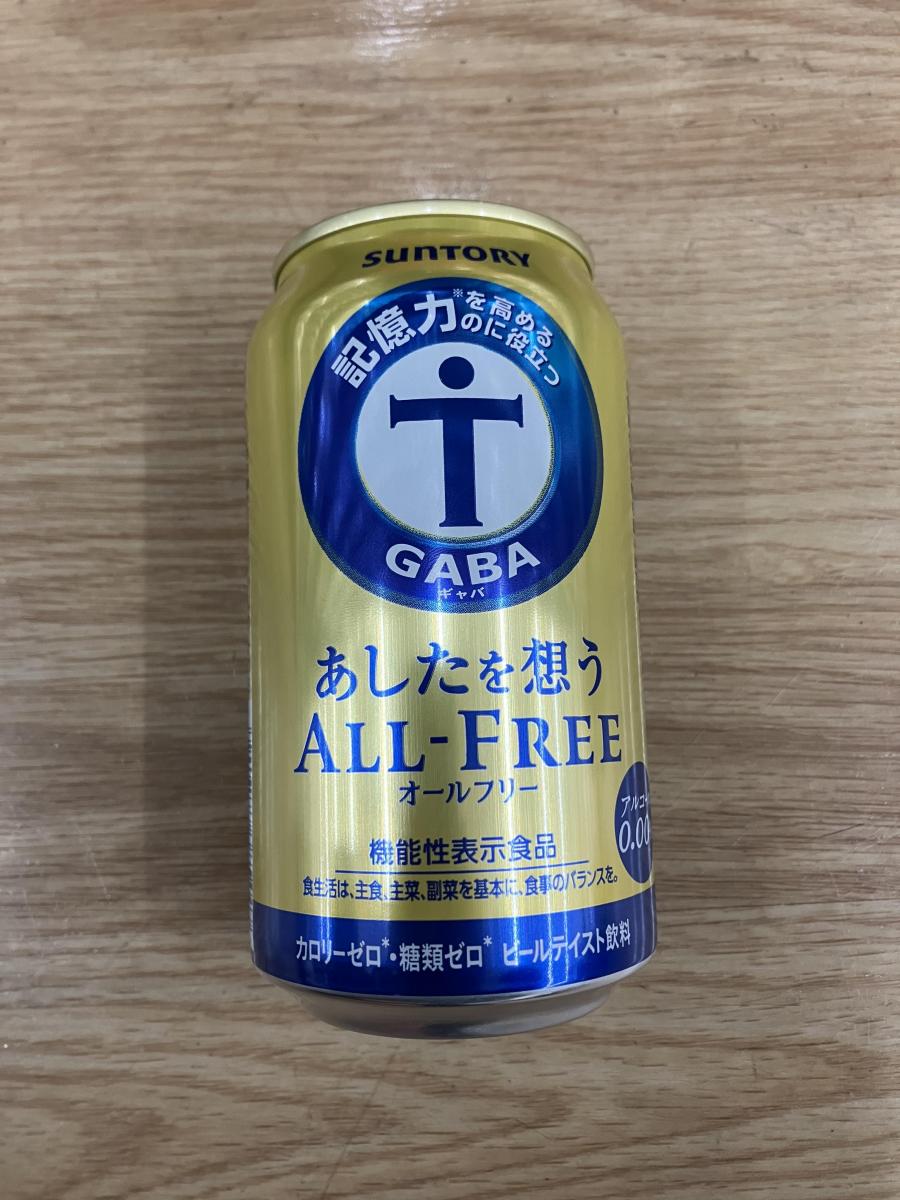 SUNTORY
記憶力※を高める
のに役立つ
GABA
ギャバ
あしたを想う
ALL-FREE
オールフリー
機能性表示食品
食生活は、主食、主菜、副菜を基本に、食事のバランスを。
カロリーゼロ*・糖類ゼロ* ビールテイスト飲料